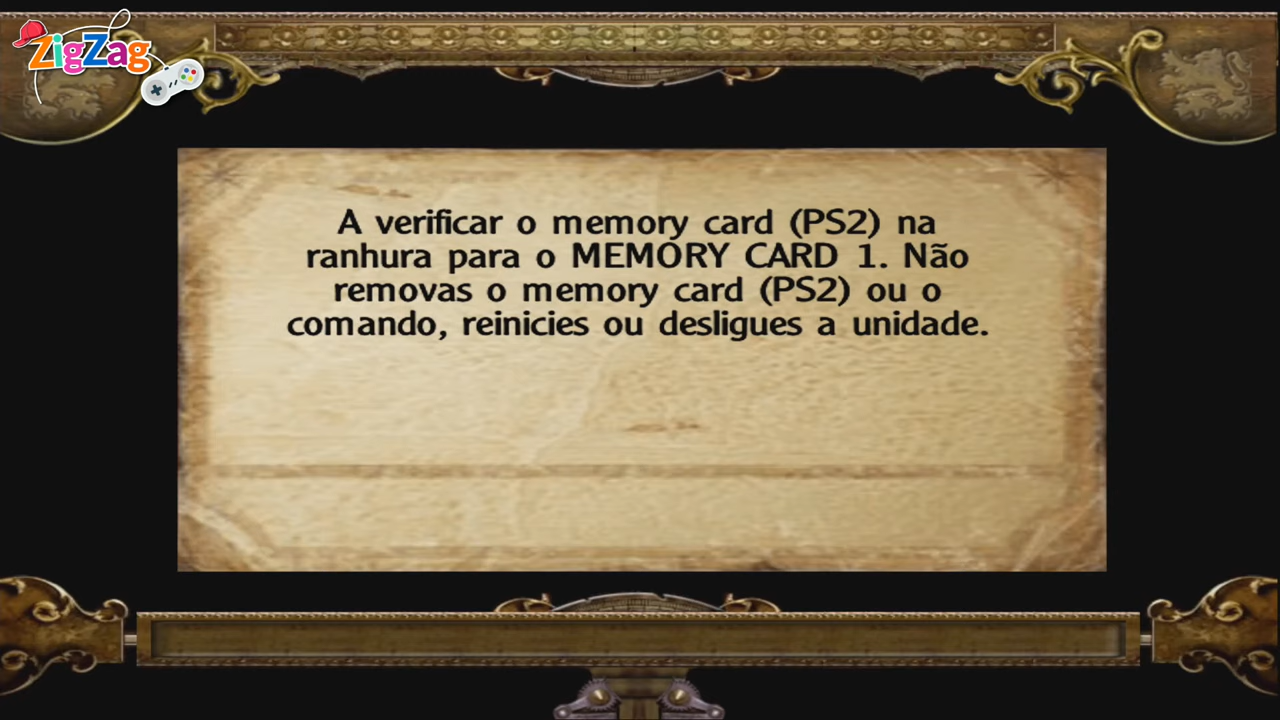 ZigZag
A verificar o memory card (PS2) na
ranhura para o MEMORY CARD 1. Não
removas o memory card (PS2) ou o
comando, reinicies ou desligues a unidade.